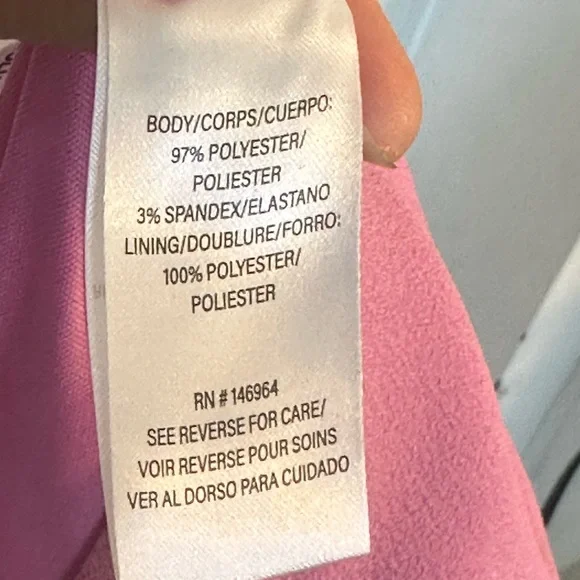 BODY/CORPS/CUERPO:
97% POLYESTER/
POLIESTER
3% SPANDEX/ELASTANO
LINING/DOUBLURE/FORRO:
100% POLYESTER/
POLIESTER
RN # 146964
SEE REVERSE FOR CARE/
VOIR REVERSE POUR SOINS
VER AL DORSO PARA CUIDADO